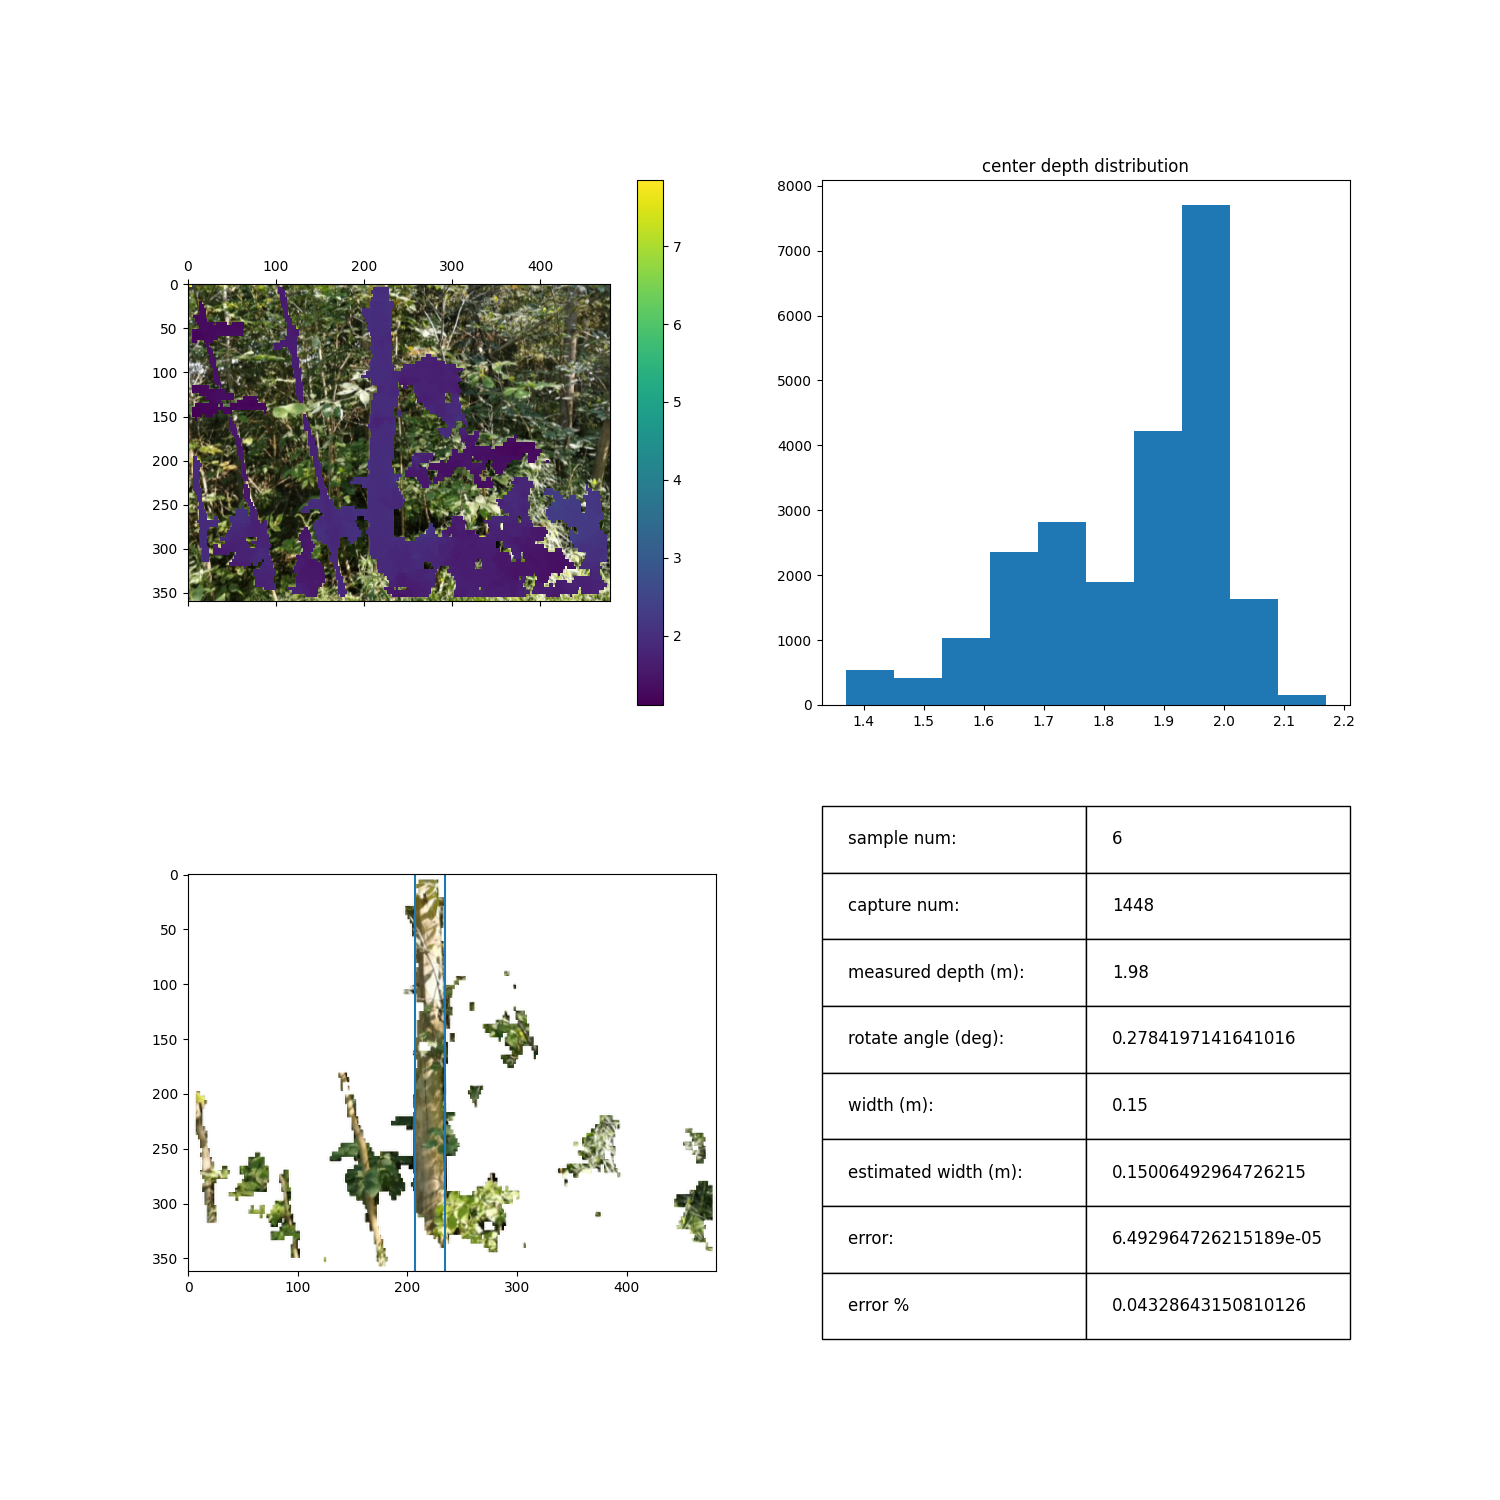 0 100 200 300 400
0
50
100
150
200
250
300
350
7
6
5
4
3
2
center depth distribution
8000
7000
6000
5000
4000
3000
2000
1000
0
1.4 1.5 1.6 1.7 1.8 1.9 2.0 2.1 2.2
0
50
100
150
200
250
300
350
0 100 200 300 400
sample num: 6
capture num: 1448
measured depth (m): 1.98
rotate angle (deg): 0.2784197141641016
width (m): 0.15
estimated width (m): 0.15006492964726215
error: 6.492964726215189e-05
error % 0.04328643150810126